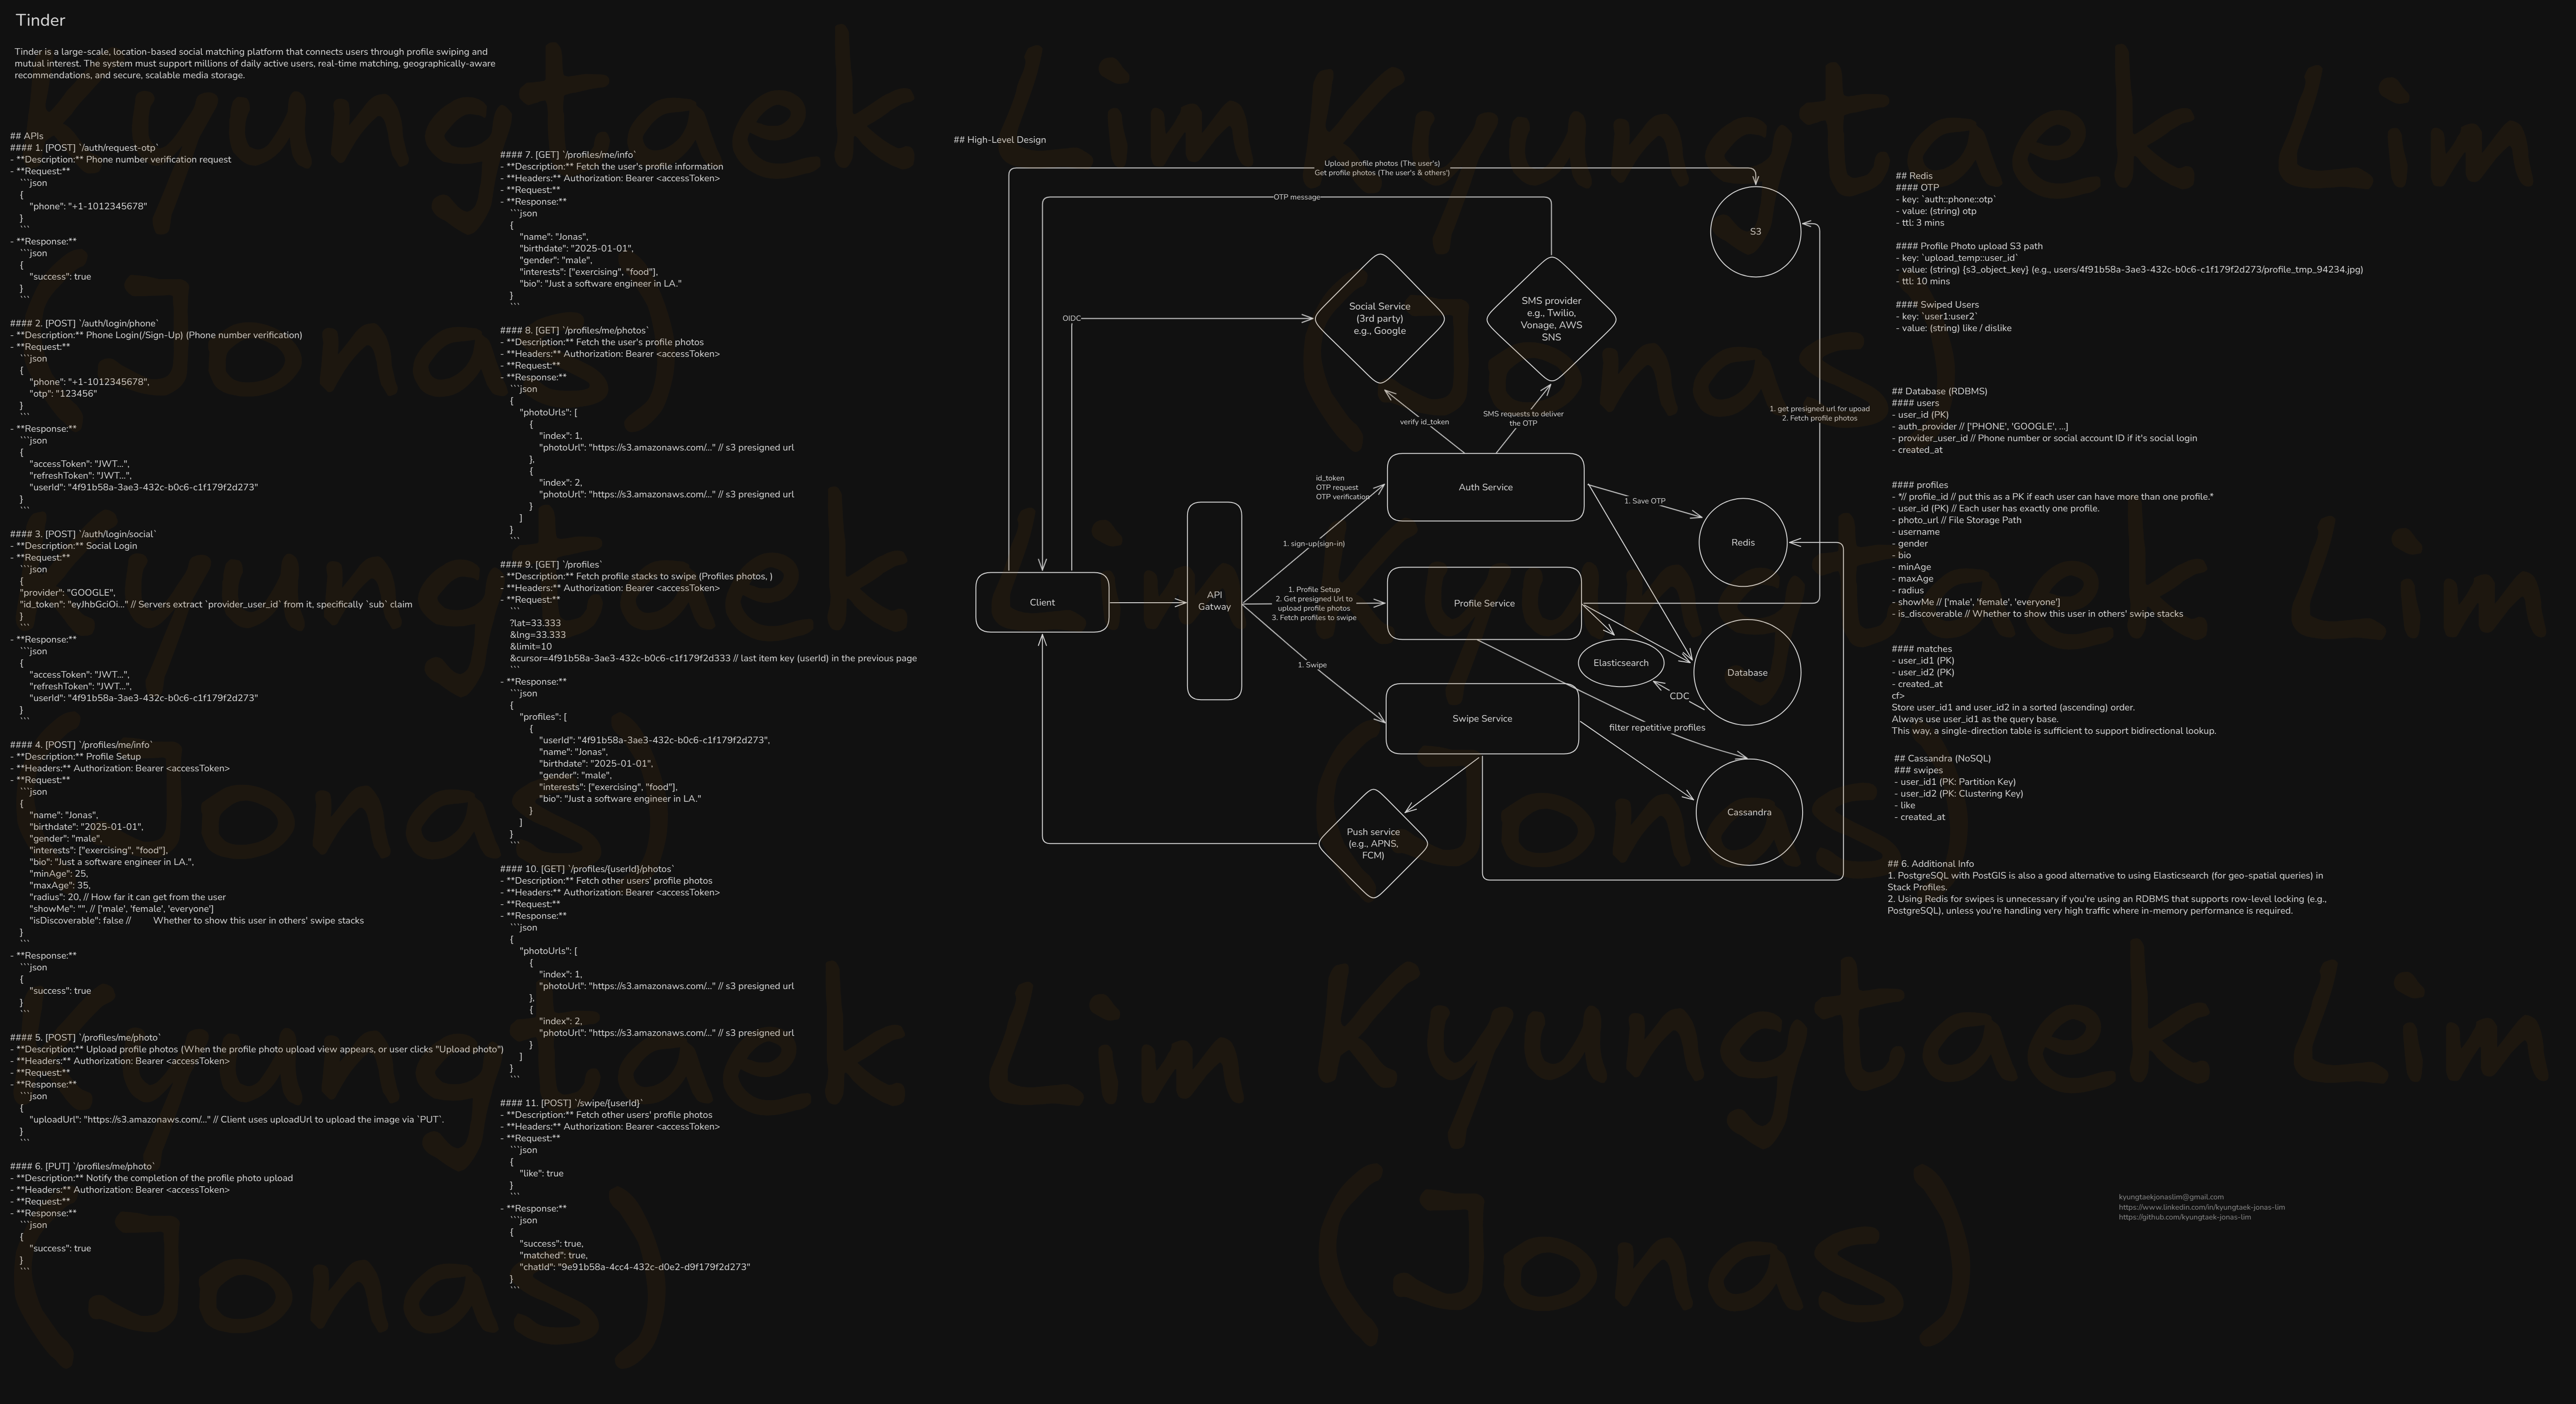 Tinder
Tinder is a large-scale, location-based social matching platform that connects users through profile swiping and
mutual interest. The system must support millions of daily active users, real-time matching, geographically-aware
recommendations, and secure, scalable media storage.
## APIs
#### 1. [POST] `/auth/request-otp`
- **Description:** Phone number verification request
- **Request:**
```json
{
"phone": "+1-1012345678"
}
```
- **Response:**
```json
{
"success": true
}
```
#### 2. [POST] `/auth/login/phone`
- **Description:** Phone Login(/Sign-Up) (Phone number verification)
- **Request:**
```json
{
"phone": "+1-1012345678",
"otp": "123456"
}
```
- **Response:**
```json
{
"accessToken": "JWT...",
"refreshToken": "JWT...",
"userId": "4f91b58a-3ae3-432c-b0c6-c1f179f2d273"
}
```
#### 3. [POST] `/auth/login/social`
- **Description:** Social Login
- **Request:**
```json
{
"provider": "GOOGLE",
"id_token": "eyJhbGciOi..." // Servers extract `provider_user_id` from it, specifically `sub` claim
}
```
- **Response:**
```json
{
"accessToken": "JWT...",
"refreshToken": "JWT...",
"userId": "4f91b58a-3ae3-432c-b0c6-c1f179f2d273"
}
```
#### 4. [POST] `/profiles/me/info`
- **Description:** Profile Setup
- **Headers:** Authorization: Bearer <accessToken>
- **Request:**
```json
{
"name": "Jonas",
"birthdate": "2025-01-01",
"gender": "male",
"interests": ["exercising", "food"],
"bio": "Just a software engineer in LA.",
"minAge": 25,
"maxAge": 35,
"radius": 20, // How far it can get from the user
"showMe": "", // ['male', 'female', 'everyone']
"isDiscoverable": false // Whether to show this user in others' swipe stacks
}
```
- **Response:**
```json
{
"success": true
}
```
#### 5. [POST] `/profiles/me/photo`
- **Description:** Upload profile photos (When the profile photo upload view appears, or user clicks "Upload photo")
- **Headers:** Authorization: Bearer <accessToken>
- **Request:**
- **Response:**
```json
{
"uploadUrl": "https://s3.amazonaws.com/..." // Client uses uploadUrl to upload the image via `PUT`.
}
```
#### 6. [PUT] `/profiles/me/photo`
- **Description:** Notify the completion of the profile photo upload
- **Headers:** Authorization: Bearer <accessToken>
- **Request:**
- **Response:**
```json
{
"success": true
}
```
#### 7. [GET] `/profiles/me/info`
- **Description:** Fetch the user's profile information
- **Headers:** Authorization: Bearer <accessToken>
- **Request:**
- **Response:**
```json
{
"name": "Jonas",
"birthdate": "2025-01-01",
"gender": "male",
"interests": ["exercising", "food"],
"bio": "Just a software engineer in LA."
}
```
#### 8. [GET] `/profiles/me/photos`
- **Description:** Fetch the user's profile photos
- **Headers:** Authorization: Bearer <accessToken>
- **Request:**
- **Response:**
```json
{
"photoUrls": [
{
"index": 1,
"photoUrl": "https://s3.amazonaws.com/..." // s3 presigned url
},
{
"index": 2,
"photoUrl": "https://s3.amazonaws.com/..." // s3 presigned url
}
]
}
```
#### 9. [GET] `/profiles`
- **Description:** Fetch profile stacks to swipe (Profiles photos, )
- **Headers:** Authorization: Bearer <accessToken>
- **Request:**
```
?lat=33.333
&lng=33.333
&limit=10
&cursor=4f91b58a-3ae3-432c-b0c6-c1f179f2d333 // last item key (userId) in the previous page
```
- **Response:**
```json
{
"profiles": [
{
"userId": "4f91b58a-3ae3-432c-b0c6-c1f179f2d273",
"name": "Jonas",
"birthdate": "2025-01-01",
"gender": "male",
"interests": ["exercising", "food"],
"bio": "Just a software engineer in LA."
}
]
}
```
#### 10. [GET] `/profiles/{userId}/photos`
- **Description:** Fetch other users' profile photos
- **Headers:** Authorization: Bearer <accessToken>
- **Request:**
- **Response:**
```json
{
"photoUrls": [
{
"index": 1,
"photoUrl": "https://s3.amazonaws.com/..." // s3 presigned url
},
{
"index": 2,
"photoUrl": "https://s3.amazonaws.com/..." // s3 presigned url
}
]
}
```
#### 11. [POST] `/swipe/{userId}`
- **Description:** Fetch other users' profile photos
- **Headers:** Authorization: Bearer <accessToken>
- **Request:**
```json
{
"like": true
}
```
- **Response:**
```json
{
"success": true,
"matched": true,
"chatId": "9e91b58a-4cc4-432c-d0e2-d9f179f2d273"
}
```
## High-Level Design
Upload profile photos (The user's)
Get profile photos (The user's & others')
OTP message
S3
Social Service
(3rd party)
e.g., Google
SMS provider
e.g., Twilio,
Vonage, AWS
SNS
OIDC
1. get presigned url for upoad
2. Fetch profile photos
verify id_token
SMS requests to deliver
the OTP
id_token
OTP request
OTP verification
Auth Service
1. Save OTP
Redis
1. sign-up(sign-in)
Client
API
Gatway
1. Profile Setup
2. Get presigned Url to
upload profile photos
3. Fetch profiles to swipe
Profile Service
Elasticsearch
Database
1. Swipe
CDC
Swipe Service
filter repetitive profiles
Cassandra
Push service
(e.g., APNS,
FCM)
## Redis
#### OTP
- key: `auth::phone::otp`
- value: (string) otp
- ttl: 3 mins
#### Profile Photo upload S3 path
- key: `upload_temp::user_id`
- value: (string) {s3_object_key} (e.g., users/4f91b58a-3ae3-432c-b0c6-c1f179f2d273/profile_tmp_94234.jpg)
- ttl: 10 mins
#### Swiped Users
- key: `user1:user2`
- value: (string) like / dislike
## Database (RDBMS)
#### users
- user_id (PK)
- auth_provider // ['PHONE', 'GOOGLE', ...]
- provider_user_id // Phone number or social account ID if it's social login
- created_at
#### profiles
- *// profile_id // put this as a PK if each user can have more than one profile.*
- user_id (PK) // Each user has exactly one profile.
- photo_url // File Storage Path
- username
- gender
- bio
- minAge
- maxAge
- radius
- showMe // ['male', 'female', 'everyone']
- is_discoverable // Whether to show this user in others' swipe stacks
#### matches
- user_id1 (PK)
- user_id2 (PK)
- created_at
cf>
Store user_id1 and user_id2 in a sorted (ascending) order.
Always use user_id1 as the query base.
This way, a single-direction table is sufficient to support bidirectional lookup.
## Cassandra (NoSQL)
### swipes
- user_id1 (PK: Partition Key)
- user_id2 (PK: Clustering Key)
- like
- created_at
## 6. Additional Info
1. PostgreSQL with PostGIS is also a good alternative to using Elasticsearch (for geo-spatial queries) in
Stack Profiles.
2. Using Redis for swipes is unnecessary if you're using an RDBMS that supports row-level locking (e.g.,
PostgreSQL), unless you're handling very high traffic where in-memory performance is required.
kyungtaekjonaslim@gmail.com
https://www.linkedin.com/in/kyungtaek-jonas-lim
https://github.com/kyungtaek-jonas-lim
Kyungtaek Lim
(Jonas)
Kyungtaek Lim
(Jonas)
Kyungtaek Lim
(Jonas)
Kyungtaek Lim
(Jonas)
Kyungtaek Lim
(Jonas)
Kyungtaek Lim
(Jonas)